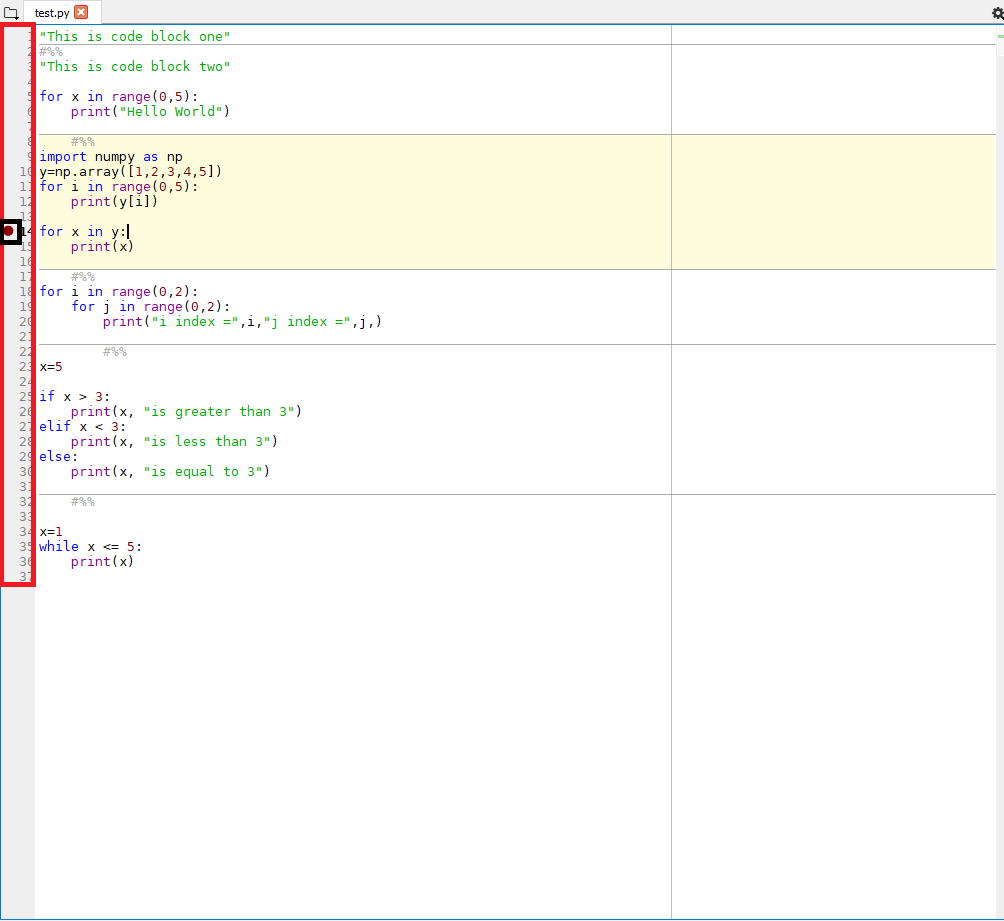 test.py
1 "This is code block one"
2 #%%
3 "This is code block two"
4
5 for x in range(0,5):
6     print("Hello World")
7
8     #%%
9 import numpy as np
10 y=np.array([1,2,3,4,5])
11 for i in range(0,5):
12     print(y[i])
13
14 for x in y:
15     print(x)
16
17     #%%
18 for i in range(0,2):
19     for j in range(0,2):
20         print("i index =",i,"j index =",j,)
21
22         #%%
23 x=5
24
25 if x > 3:
26     print(x, "is greater than 3")
27 elif x < 3:
28     print(x, "is less than 3")
29 else:
30     print(x, "is equal to 3")
31
32     #%%
33
34 x=1
35 while x <= 5:
36     print(x)
37